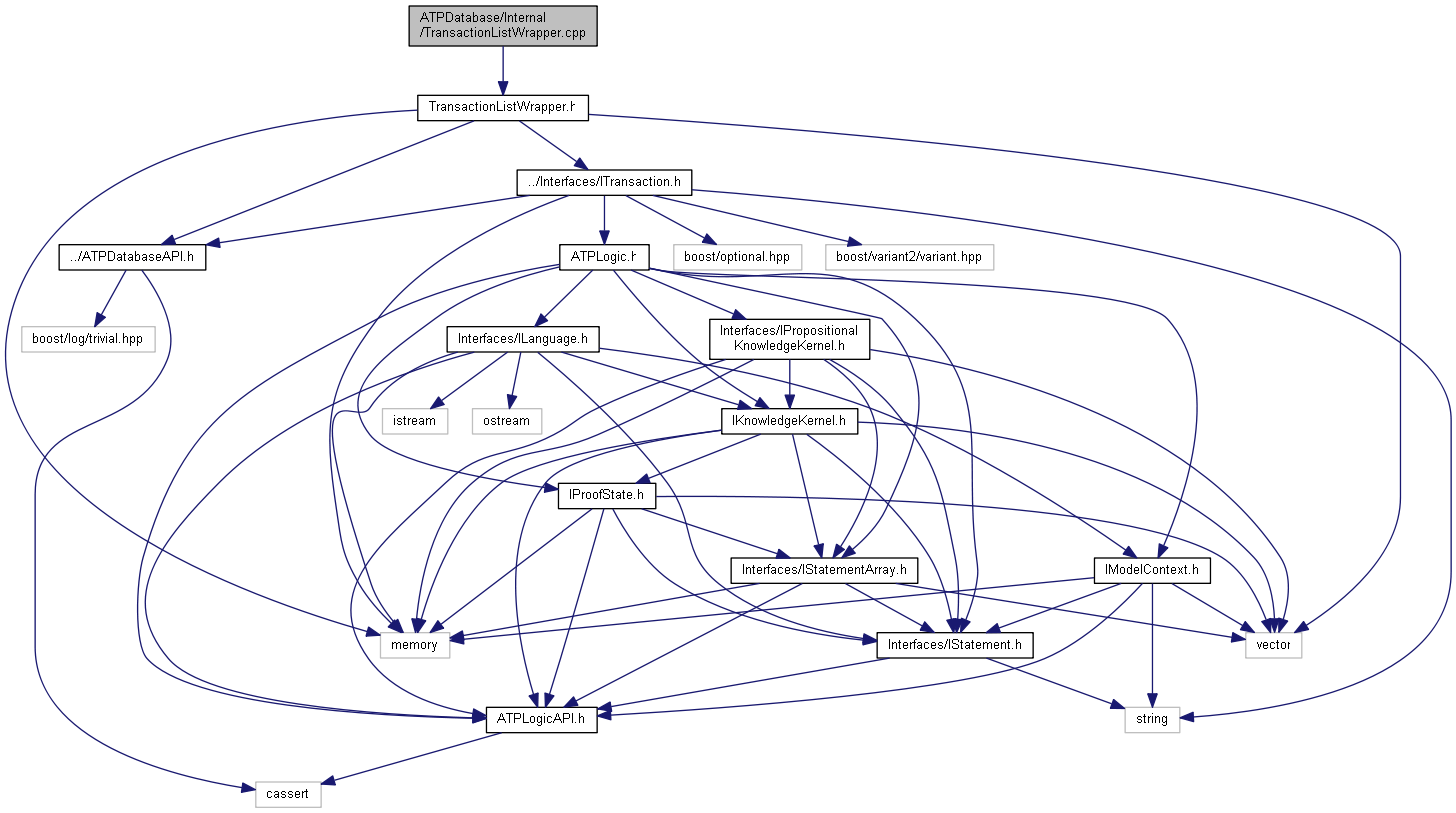 ATPDatabase/Internal
/TransactionListWrapper.cpp
TransactionListWrapper.h
../Interfaces/ITransaction.h
../ATPDatabaseAPI.h
ATPLogic.h
boost/optional.hpp
boost/variant2/variant.hpp
boost/log/trivial.hpp
Interfaces/ILanguage.h
Interfaces/IPropositional
KnowledgeKernel.h
istream
ostream
IKnowledgeKernel.h
IProofState.h
Interfaces/IStatementArray.h
IModelContext.h
memory
Interfaces/IStatement.h
vector
ATPLogicAPI.h
string
cassert